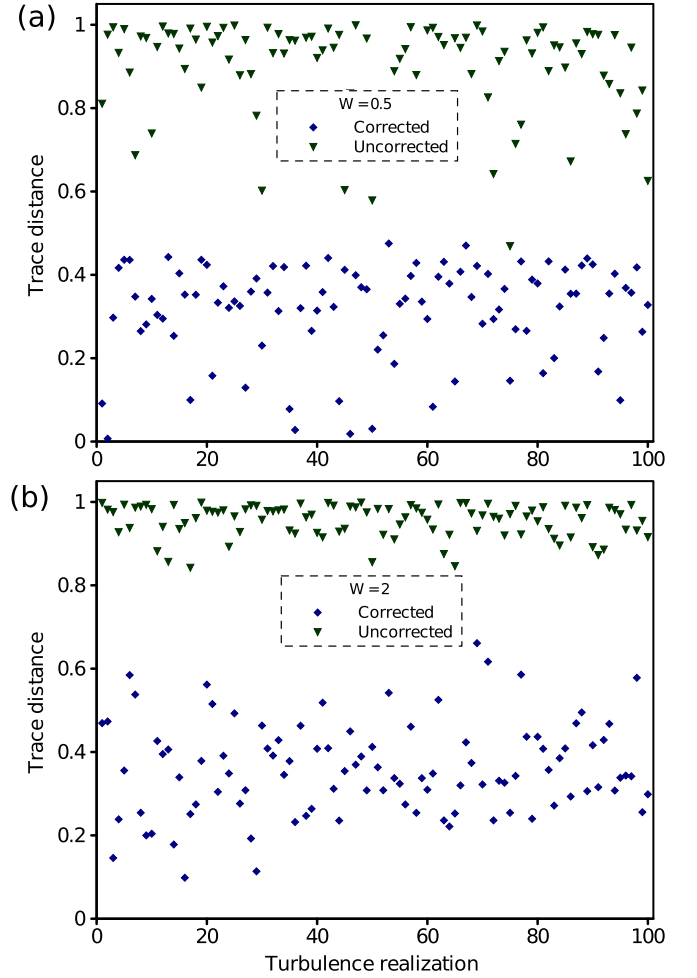 (a)
1
0.8
0.6
0.4
0.2
0
Trace distance
W =0.5
Corrected
Uncorrected
0 20 40 60 80 100
(b)
1
0.8
0.6
0.4
0.2
0
Trace distance
W =2
Corrected
Uncorrected
0 20 40 60 80 100
Turbulence realization